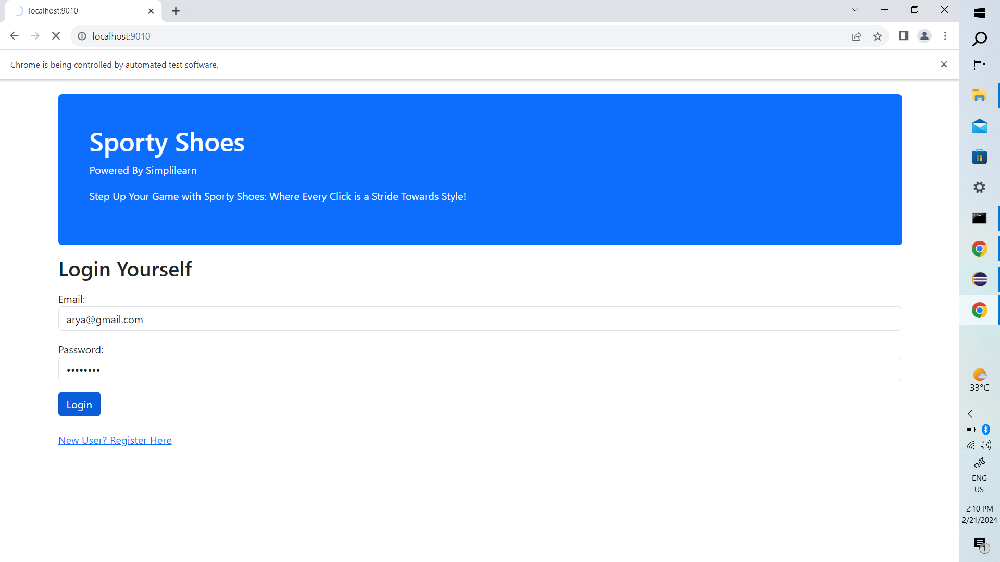 localhost:9010
localhost:9010
Chrome is being controlled by automated test software.
Sporty Shoes
Powered By Simplilearn
Step Up Your Game with Sporty Shoes: Where Every Click is a Stride Towards Style!
Login Yourself
Email:
arya@gmail.com
Password:
••••••••
Login
New User? Register Here
33°C
ENG
US
2:10 PM
2/21/2024
1